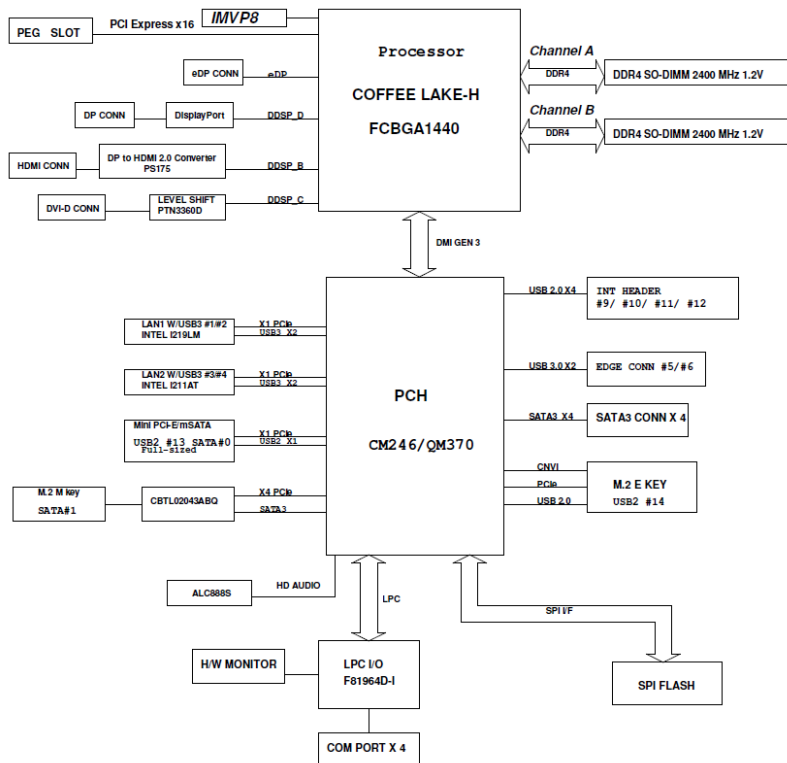 IMVP8
PEG SLOT
PCI Express x16
Processor
COFFEE LAKE-H
FCBGA1440
eDP CONN
eDP
DP CONN
DisplayPort
DDSP_D
HDMI CONN
DP to HDMI 2.0 Converter
PS175
DDSP_B
DVI-D CONN
LEVEL SHIFT
PTN3360D
DDSP_C
Channel A
DDR4
DDR4 SO-DIMM 2400 MHz 1.2V
Channel B
DDR4
DDR4 SO-DIMM 2400 MHz 1.2V
DMI GEN 3
PCH
CM246/QM370
LAN1 W/USB3 #1/#2
INTEL I219LM
X1 PCIe
USB3 X2
LAN2 W/USB3 #3/#4
INTEL I211AT
X1 PCIe
USB3 X2
Mini PCI-E/mSATA
USB2 #13 SATA#0
Full-sized
X1 PCIe
USB2 X1
M.2 M key
SATA#1
CBTL02043ABQ
X4 PCIe
SATA3
USB 2.0 X4
INT HEADER
#9/ #10/ #11/ #12
USB 3.0 X2
EDGE CONN #5/#6
SATA3 X4
SATA3 CONN X 4
CNVI
PCIe
USB 2.0
M.2 E KEY
USB2 #14
ALC888S
HD AUDIO
LPC
SPI I/F
H/W MONITOR
LPC I/O
F81964D-I
SPI FLASH
COM PORT X 4